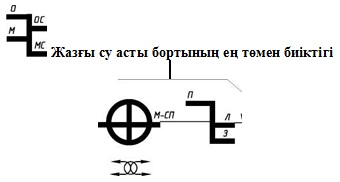 О
ОС
М
МС
Жазғы су асты бортының ең төмен биіктігі
П
М-СП
Л
З